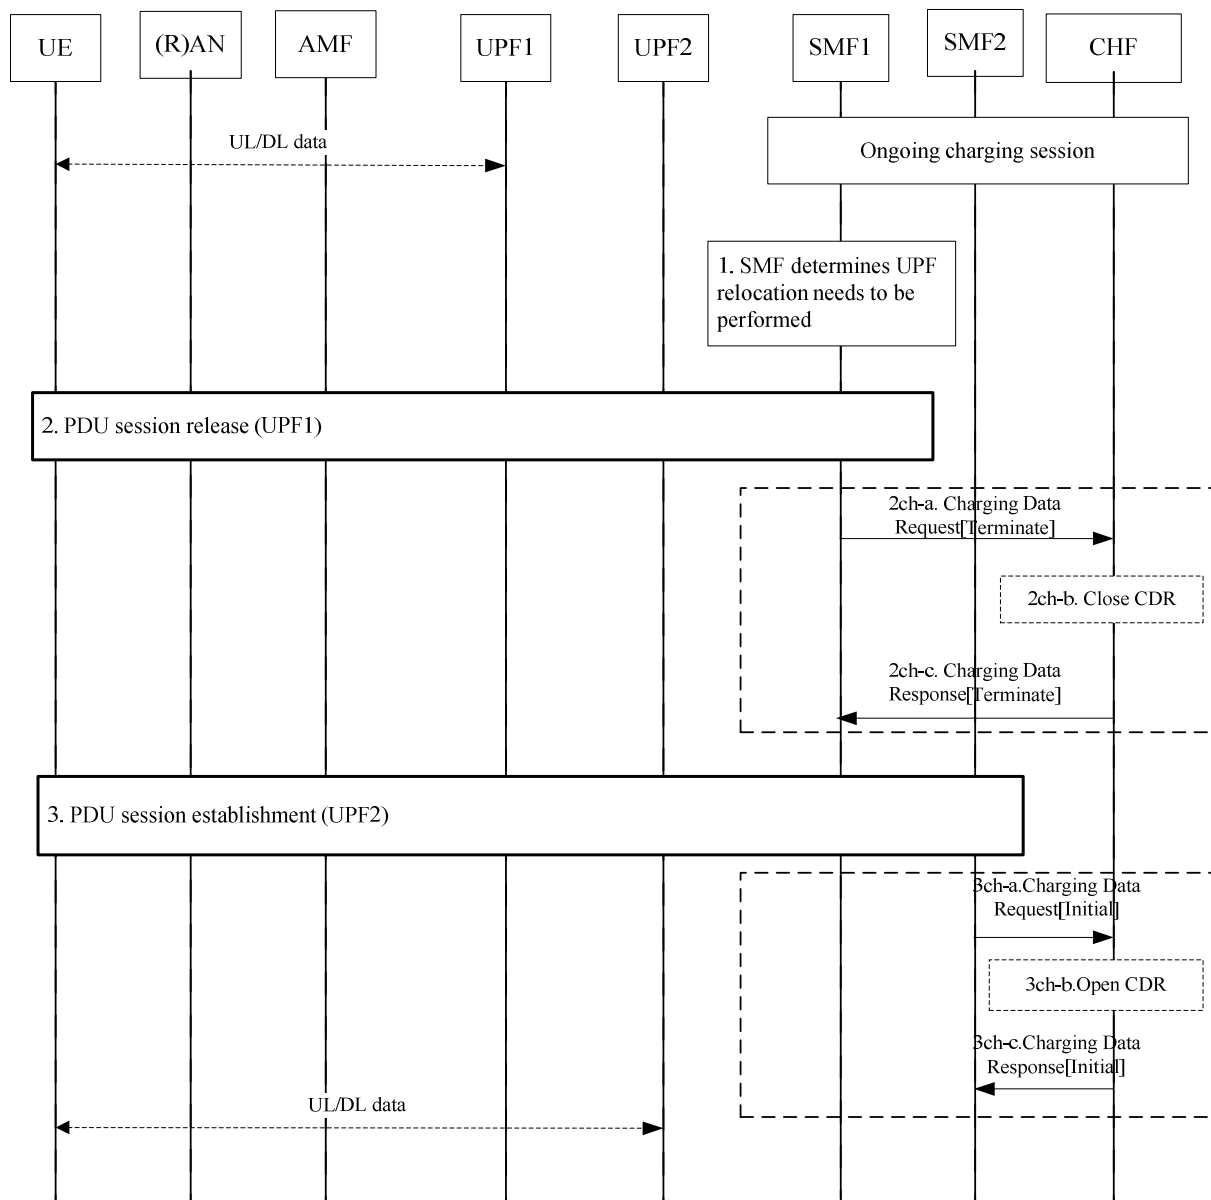 UE
(R)AN
AMF
UPF1
UPF2
SMF1
SMF2
CHF
UL/DL data
Ongoing charging session
1. SMF determines UPF
relocation needs to be
performed
2. PDU session release (UPF1)
2ch-a. Charging Data
Request[Terminate]
2ch-b. Close CDR
2ch-c. Charging Data
Response[Terminate]
3. PDU session establishment (UPF2)
3ch-a.Charging Data
Request[Initial]
3ch-b.Open CDR
3ch-c.Charging Data
Response[Initial]
UL/DL data